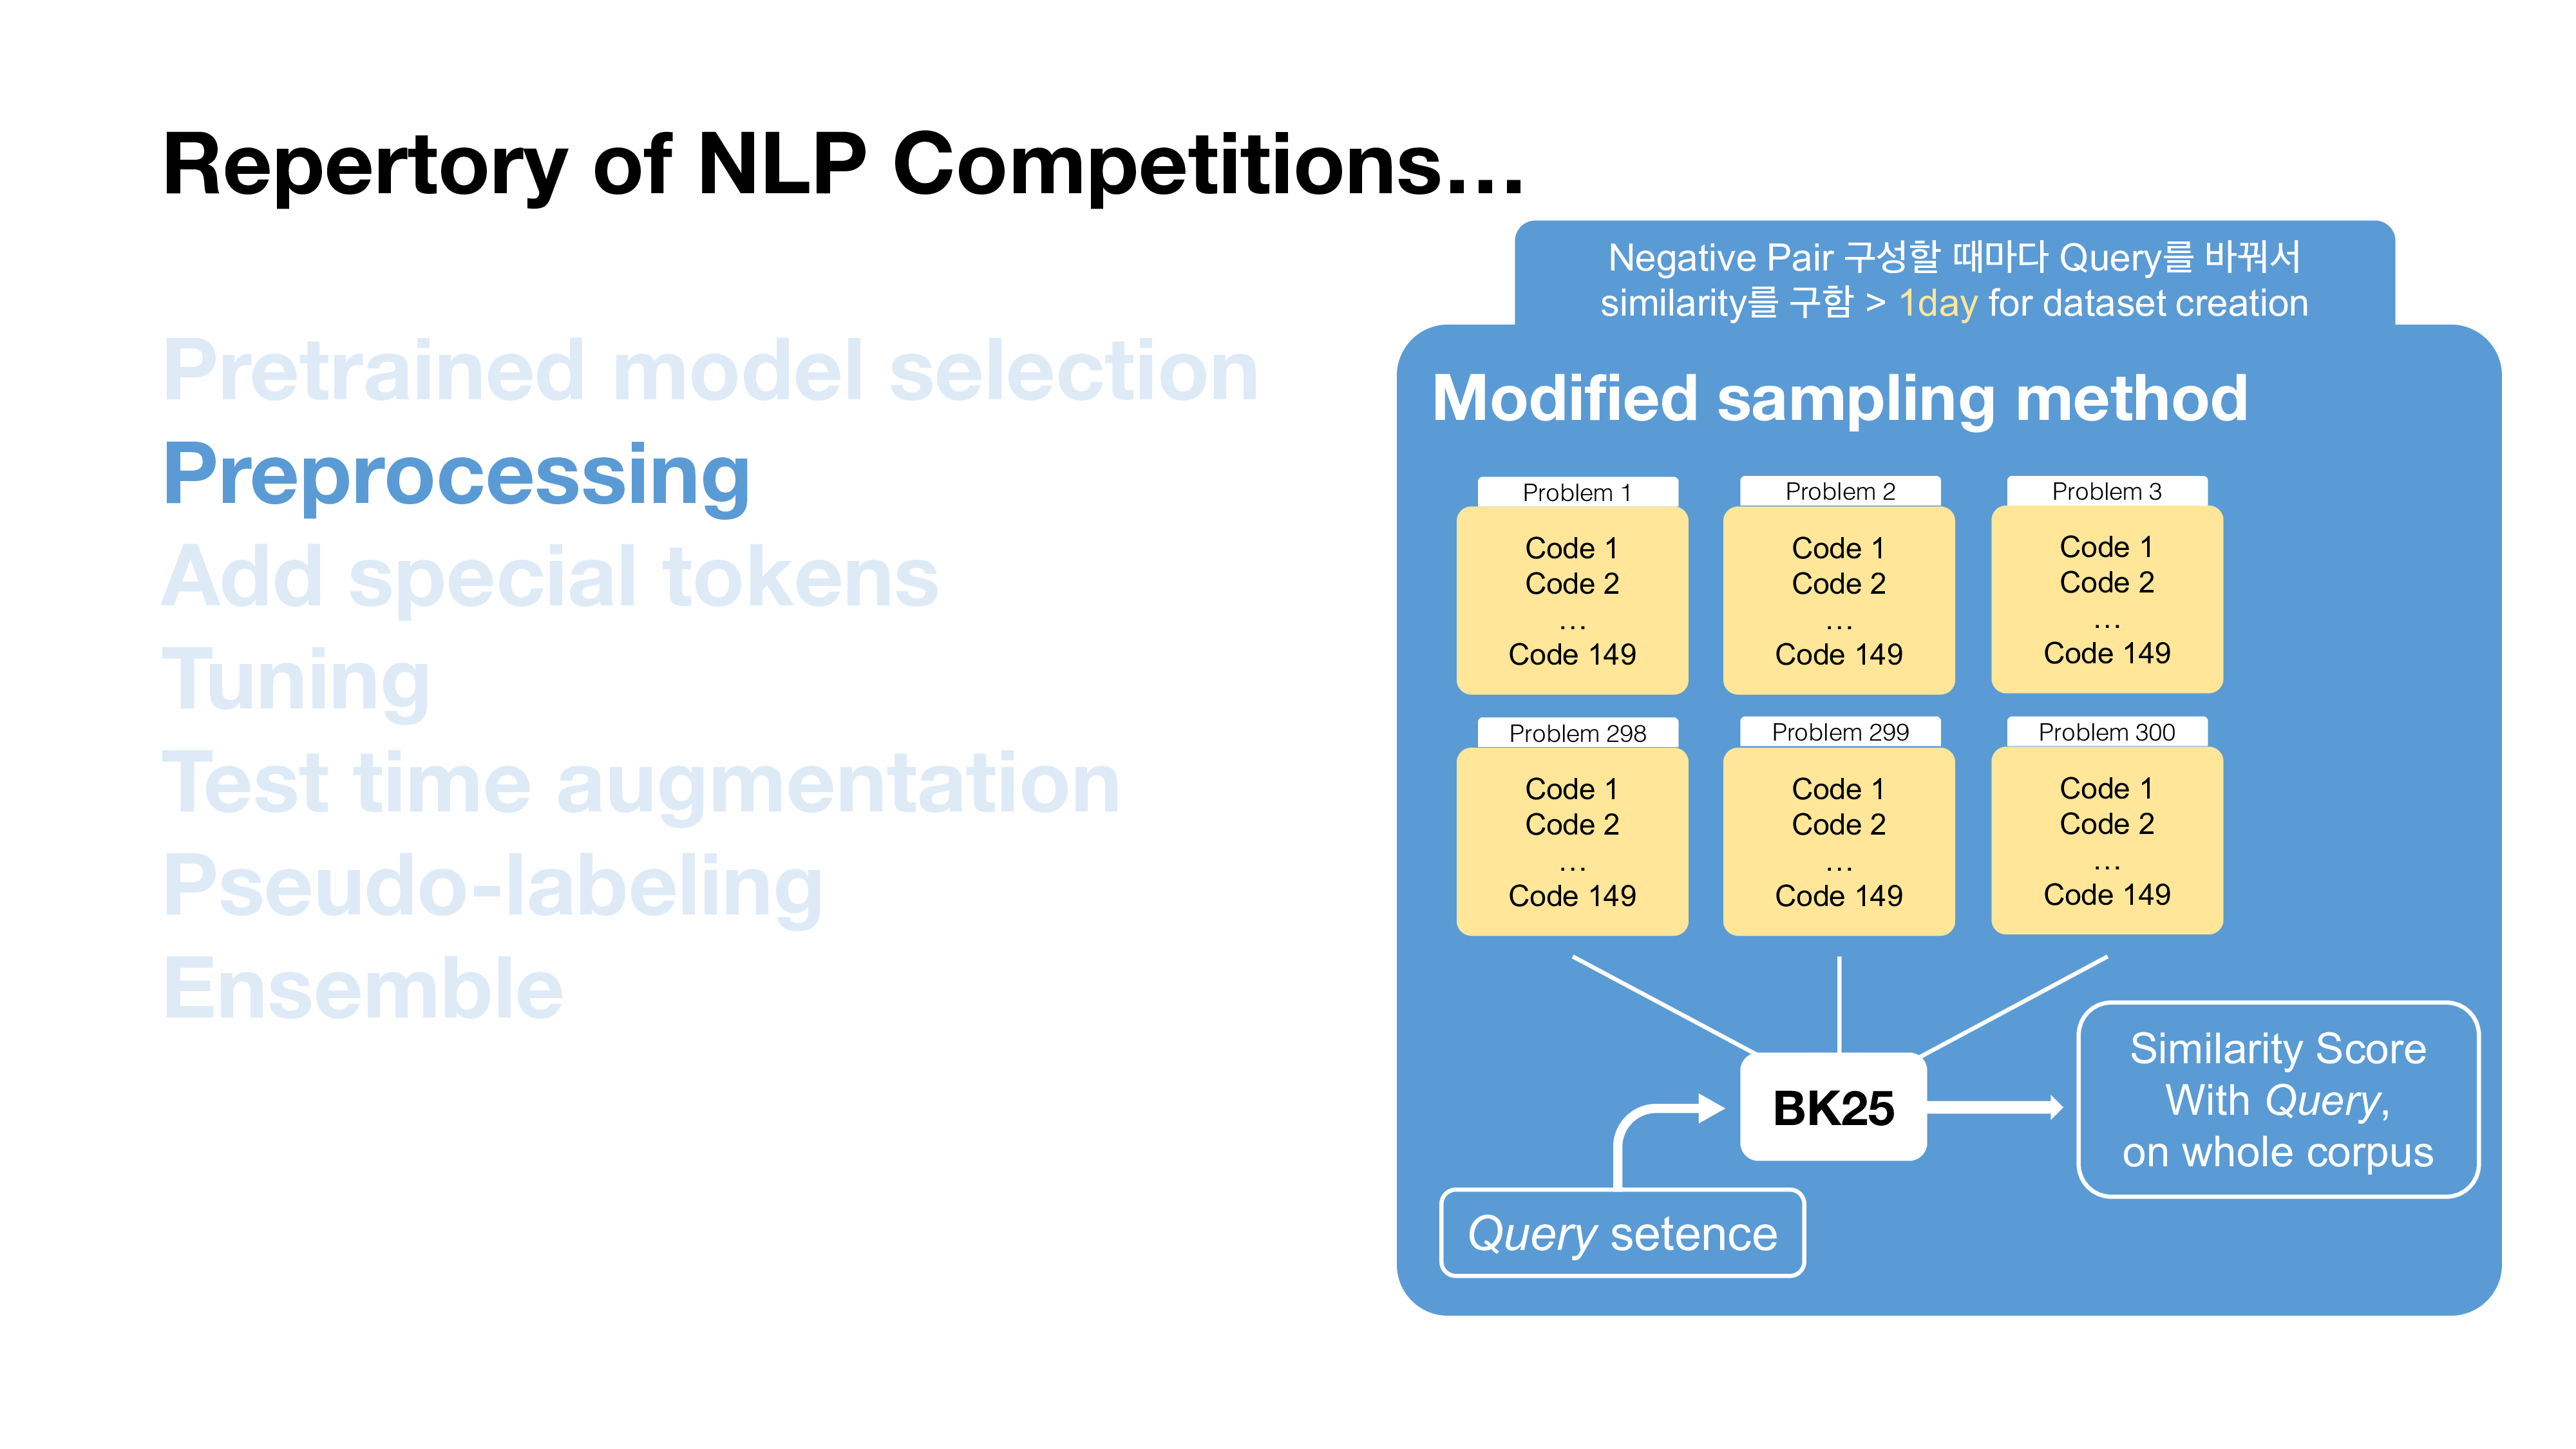 Repertory of NLP Competitions…
Pretrained model selection
Preprocessing
Add special tokens
Tuning
Test time augmentation
Pseudo-labeling
Ensemble
Negative Pair 구성할 때마다 Query를 바꿔서
similarity를 구함 > 1day for dataset creation
Modified sampling method
Problem 1
Code 1
Code 2
…
Code 149
Problem 2
Code 1
Code 2
…
Code 149
Problem 3
Code 1
Code 2
…
Code 149
Problem 298
Code 1
Code 2
…
Code 149
Problem 299
Code 1
Code 2
…
Code 149
Problem 300
Code 1
Code 2
…
Code 149
BK25
Similarity Score
With Query,
on whole corpus
Query setence